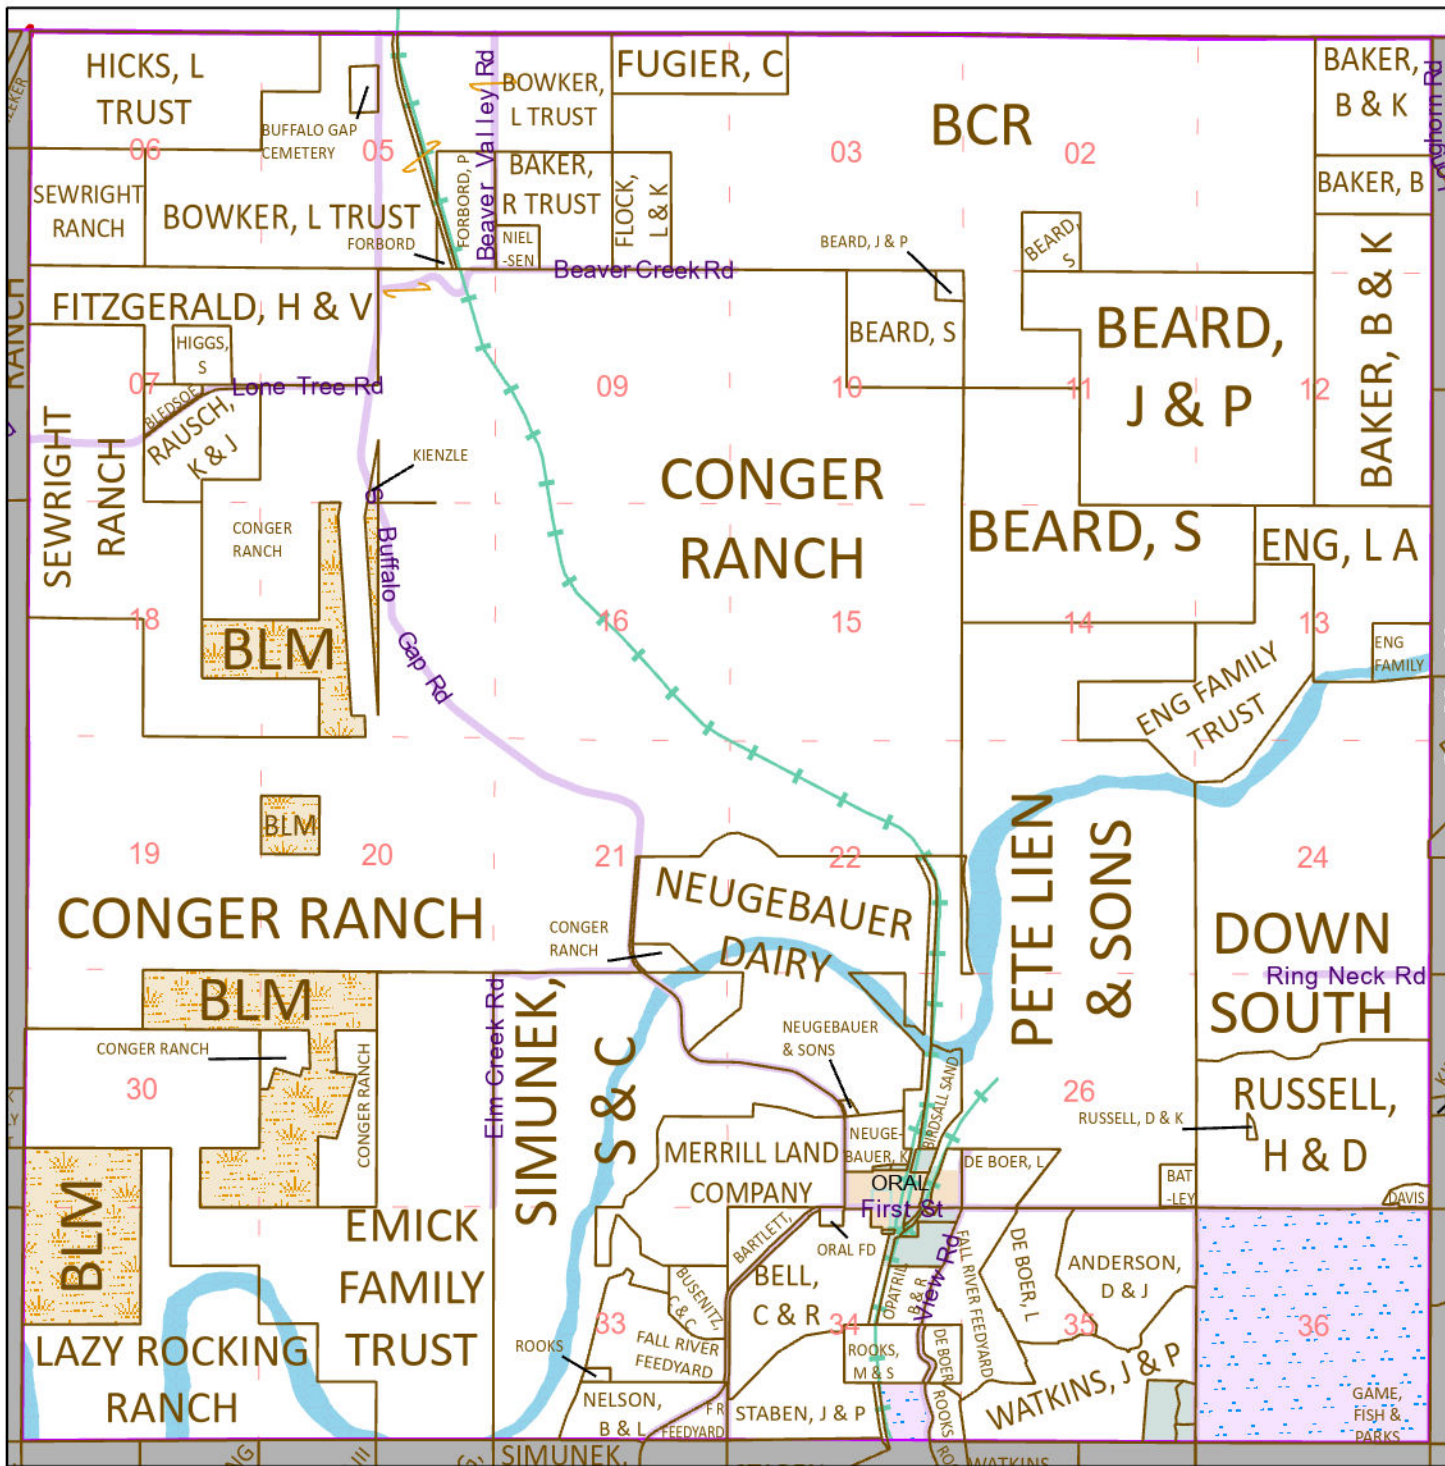 HICKS, L
TRUST
BUFFALO GAP
CEMETERY
Beaver Valley Rd
BOWKER,
L TRUST
FUGIER, C
BCR
BAKER,
B & K
06
05
03
02
SEWRIGHT
RANCH
BOWKER, L TRUST
FORBORD
FORBORD, P
BAKER,
R TRUST
NIEL
-SEN
FLOCK,
L & K
BAKER, B
BEARD, J & P
BEARD,
S
Beaver Creek Rd
RANCH
FITZGERALD, H & V
HIGGS,
S
07
BLEDSOE
Lone Tree Rd
RAUSCH,
K & J
09
10
BEARD, S
BEARD,
J & P
11
12
BAKER, B & K
SEWRIGHT
RANCH
KIENZLE
CONGER
RANCH
CONGER
RANCH
BEARD, S
ENG, L A
Buffalo
Gap Rd
18
BLM
16
15
14
13
ENG
FAMILY
ENG FAMILY
TRUST
BLM
19
20
21
22
24
CONGER RANCH
CONGER
RANCH
NEUGEBAUER
DAIRY
PETE LIEN
& SONS
DOWN
SOUTH
Ring Neck Rd
BLM
CONGER RANCH
30
CONGER RANCH
Elm Creek Rd
SIMUNEK,
S & C
NEUGEBAUER
& SONS
BIRDSALL SAND
26
RUSSELL, D & K
RUSSELL,
H & D
MERRILL LAND
COMPANY
NEUGE-
BAUER, K
DE BOER, L
ORAL
First St
BAT
-LEY
DAVIS
BLM
EMICK
FAMILY
TRUST
BARTLETT,
ORAL FD
BELL,
C & R
OPATRIL,
B & R
View Rd
FALL RIVER FEEDYARD
DE BOER, L
ANDERSON,
D & J
BUSENITZ,
C & C
33
34
35
36
LAZY ROCKING
RANCH
ROOKS
FALL RIVER
FEEDYARD
ROOKS,
M & S
DE BOER
WATKINS, J & P
NELSON,
B & L
F R
FEEDYARD
STABEN, J & P
ROOKS
GAME,
FISH &
PARKS
SIMUNEK,
WATKINS